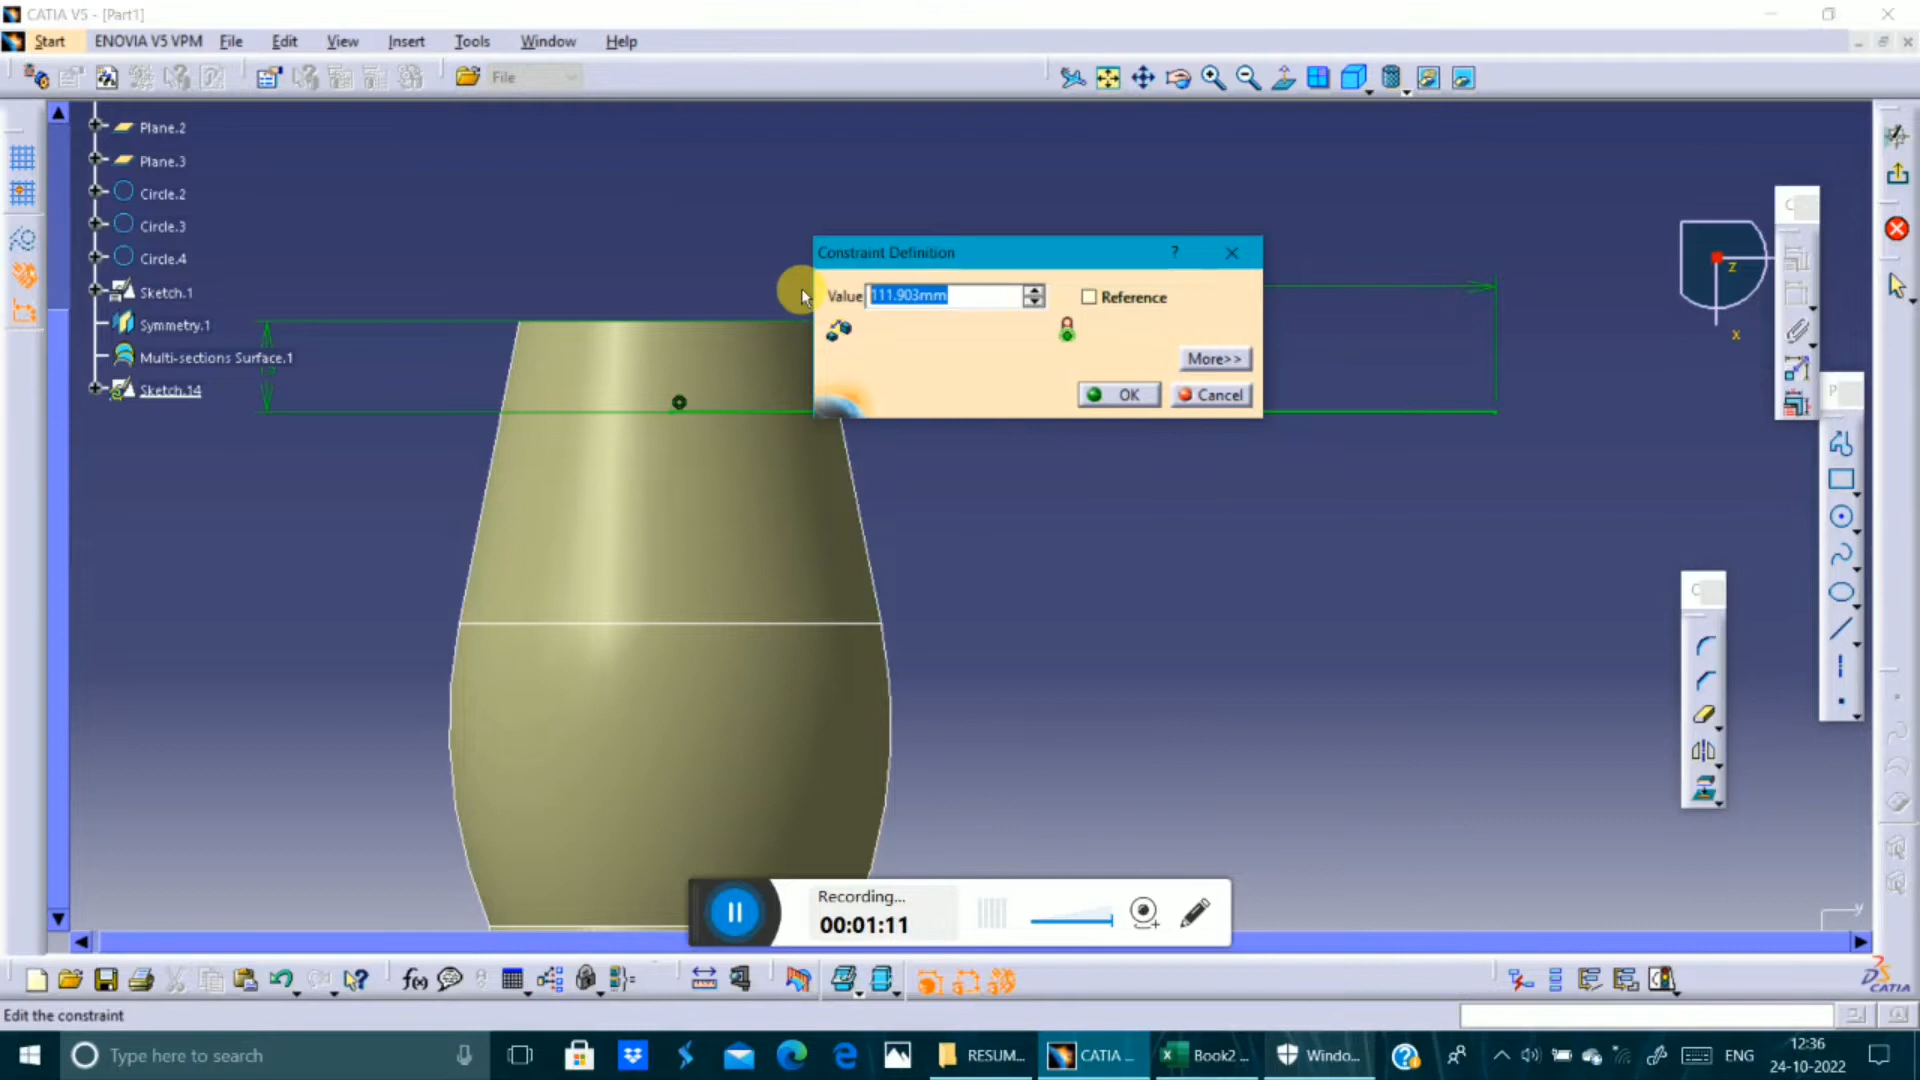 CATIA V5 - [Part1]
Start
ENOVIA V5 VPM
File
Edit
View
Insert
Tools
Window
Help
File
Plane.2
Plane.3
Circle.2
Circle.3
Circle.4
Sketch.1
Symmetry.1
Multi-sections Surface.1
Sketch.14
Constraint Definition
?
Value
111.903mm
Reference
More>>
OK
Cancel
z
x
C
P
C
y
Recording...
00:01:11
f(x)
DS
CATIA
Edit the constraint
Type here to search
RESUM...
CATIA ...
Book2 ...
Windo...
ENG
12:36
24-10-2022